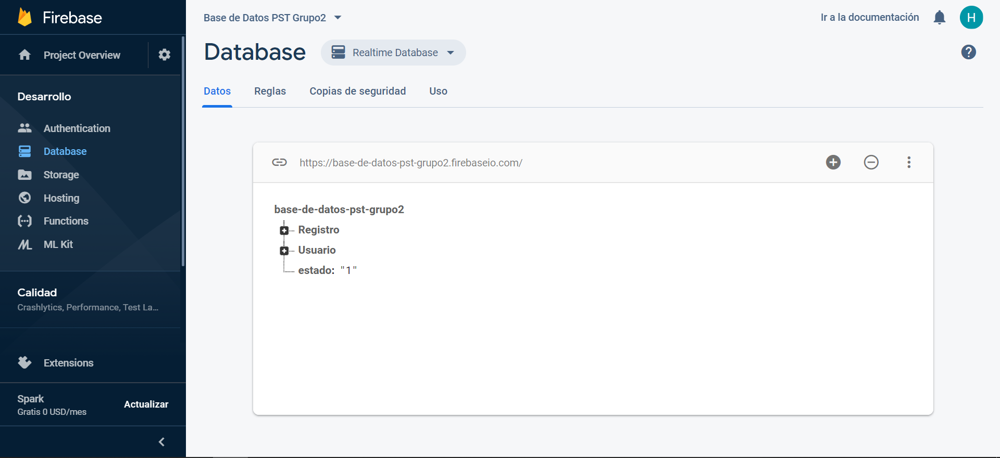 Firebase
Project Overview
Desarrollo
Authentication
Database
Storage
Hosting
Functions
ML Kit
Calidad
Crashlytics, Performance, Test La...
Extensions
Spark
Gratis 0 USD/mes
Actualizar
Base de Datos PST Grupo2
Ir a la documentación
H
Database
Realtime Database
Datos
Reglas
Copias de seguridad
Uso
https://base-de-datos-pst-grupo2.firebaseio.com/
base-de-datos-pst-grupo2
Registro
Usuario
estado: "1"